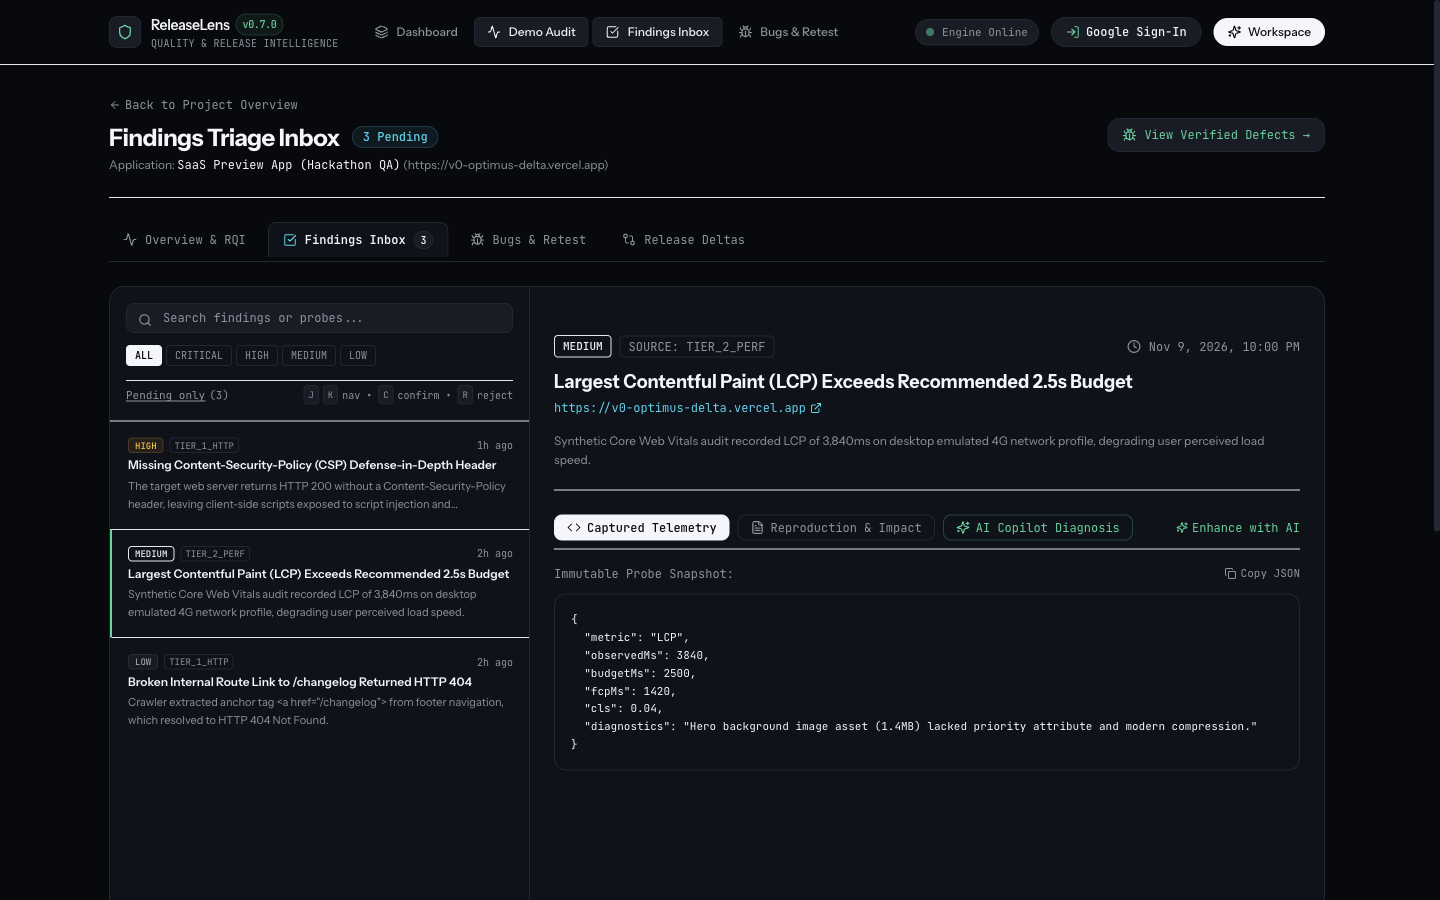 ReleaseLens v0.7.0
QUALITY & RELEASE INTELLIGENCE
Dashboard
Demo Audit
Findings Inbox
Bugs & Retest
Engine Online
Google Sign-In
Workspace
← Back to Project Overview
Findings Triage Inbox 3 Pending
View Verified Defects →
Application: SaaS Preview App (Hackathon QA) (https://v0-optimus-delta.vercel.app)
Overview & RQI
Findings Inbox 3
Bugs & Retest
Release Deltas
Search findings or probes...
ALL CRITICAL HIGH MEDIUM LOW
Pending only (3) J K nav • C confirm • R reject
HIGH TIER_1_HTTP 1h ago
Missing Content-Security-Policy (CSP) Defense-in-Depth Header
The target web server returns HTTP 200 without a Content-Security-Policy
header, leaving client-side scripts exposed to script injection and...
MEDIUM TIER_2_PERF 2h ago
Largest Contentful Paint (LCP) Exceeds Recommended 2.5s Budget
Synthetic Core Web Vitals audit recorded LCP of 3,840ms on desktop
emulated 4G network profile, degrading user perceived load speed.
LOW TIER_1_HTTP 2h ago
Broken Internal Route Link to /changelog Returned HTTP 404
Crawler extracted anchor tag <a href="/changelog"> from footer navigation,
which resolved to HTTP 404 Not Found.
MEDIUM SOURCE: TIER_2_PERF Nov 9, 2026, 10:00 PM
Largest Contentful Paint (LCP) Exceeds Recommended 2.5s Budget
https://v0-optimus-delta.vercel.app
Synthetic Core Web Vitals audit recorded LCP of 3,840ms on desktop emulated 4G network profile, degrading user perceived load
speed.
Captured Telemetry
Reproduction & Impact
AI Copilot Diagnosis
Enhance with AI
Immutable Probe Snapshot: Copy JSON
{
"metric": "LCP",
"observedMs": 3840,
"budgetMs": 2500,
"fcpMs": 1420,
"cls": 0.04,
"diagnostics": "Hero background image asset (1.4MB) lacked priority attribute and modern compression."
}